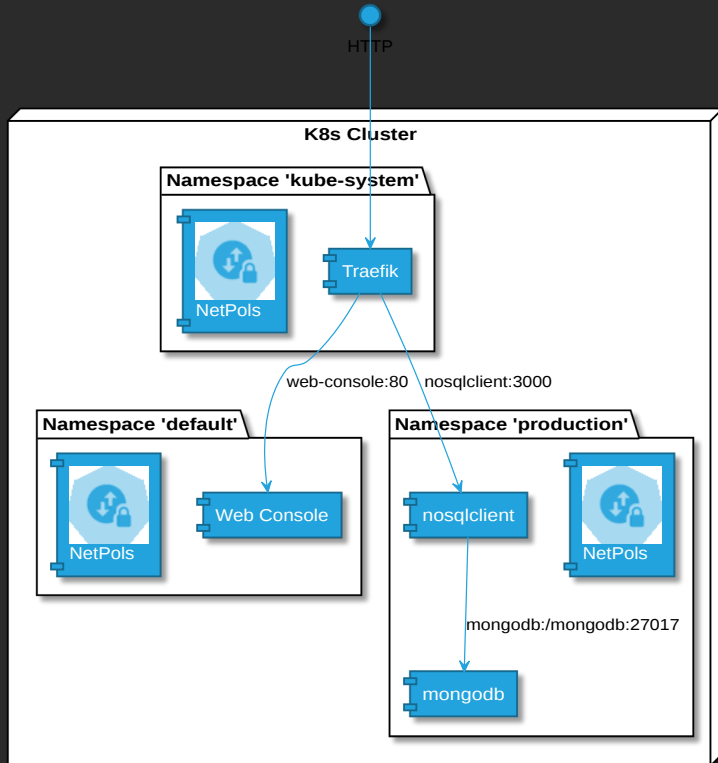 HTTP
K8s Cluster
Namespace 'kube-system'
NetPols
Traefik
web-console:80
nosqlclient:3000
Namespace 'default'
NetPols
Web Console
Namespace 'production'
nosqlclient
NetPols
mongodb:/mongodb:27017
mongodb